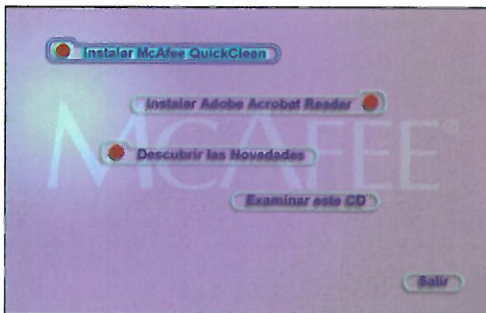 Instalar McAfee QuickClean
Instalar Adobe Acrobat Reader
MCAFEE®
Descubrir las Novedades
Examinar este CD
Salir